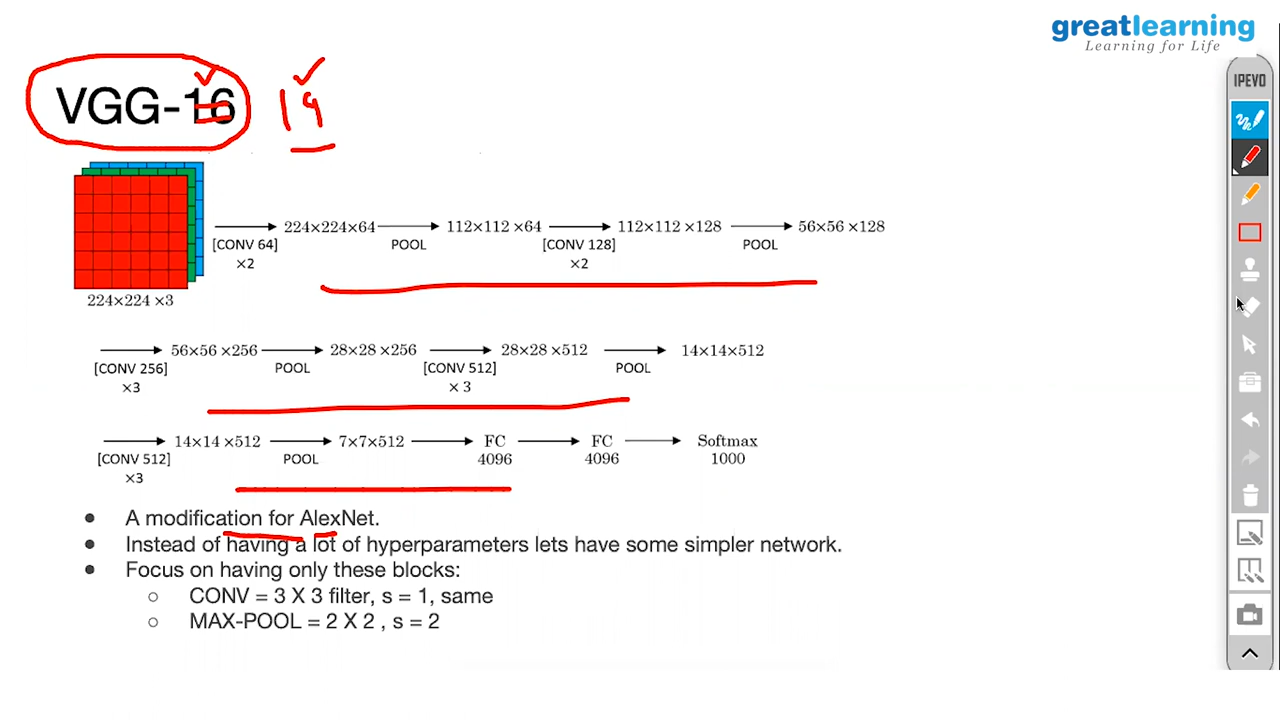 greatlearning
Learning for Life
IPEVO
VGG-16 19
224×224×64 112×112 ×64 112×112 ×128 56×56 ×128
[CONV 64] POOL [CONV 128] POOL
×2 ×2
224×224 ×3
56×56 ×256 28×28 ×256 28×28 ×512 14×14×512
[CONV 256] POOL [CONV 512] POOL
×3 × 3
14×14 ×512 7×7×512 FC FC Softmax
[CONV 512] POOL 4096 4096 1000
×3
● A modification for AlexNet.
● Instead of having a lot of hyperparameters lets have some simpler network.
● Focus on having only these blocks:
○ CONV = 3 X 3 filter, s = 1, same
○ MAX-POOL = 2 X 2 , s = 2